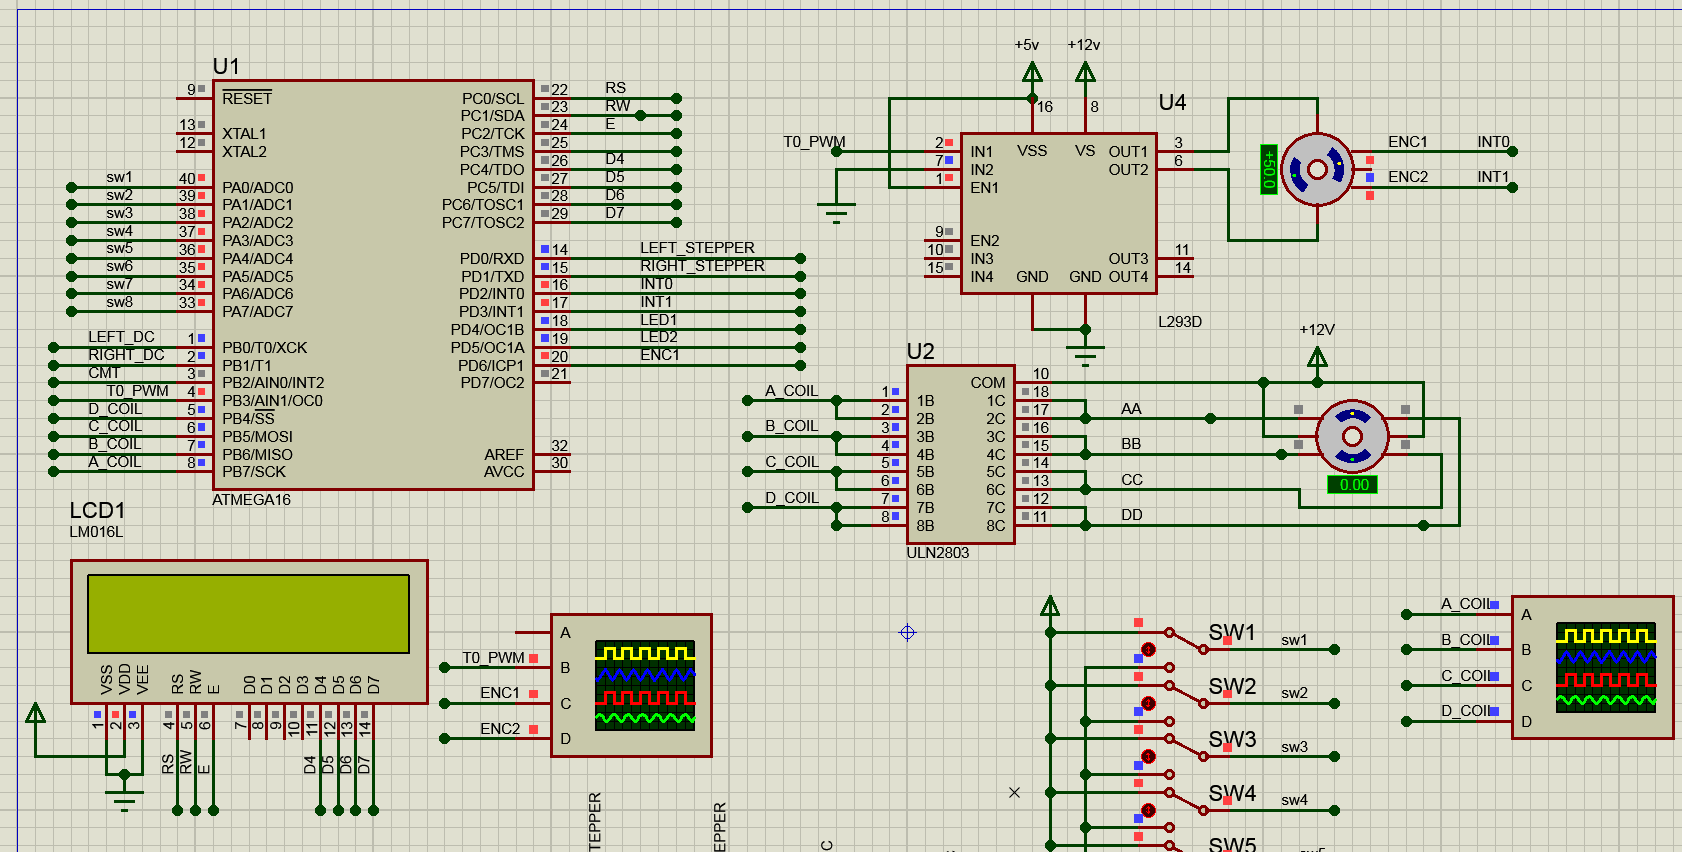 U1
9
RESET
13
XTAL1
12
XTAL2
sw1
40
PA0/ADC0
sw2
39
PA1/ADC1
sw3
38
PA2/ADC2
sw4
37
PA3/ADC3
sw5
36
PA4/ADC4
sw6
35
PA5/ADC5
sw7
34
PA6/ADC6
sw8
33
PA7/ADC7
LEFT_DC
1
PB0/T0/XCK
RIGHT_DC
2
PB1/T1
CMT
3
PB2/AIN0/INT2
T0_PWM
4
PB3/AIN1/OC0
D_COIL
5
PB4/SS
C_COIL
6
PB5/MOSI
B_COIL
7
PB6/MISO
A_COIL
8
PB7/SCK
PC0/SCL
22
RS
PC1/SDA
23
RW
PC2/TCK
24
E
PC3/TMS
25
PC4/TDO
26
D4
PC5/TDI
27
D5
PC6/TOSC1
28
D6
PC7/TOSC2
29
D7
PD0/RXD
14
LEFT_STEPPER
PD1/TXD
15
RIGHT_STEPPER
PD2/INT0
16
INT0
PD3/INT1
17
INT1
PD4/OC1B
18
LED1
PD5/OC1A
19
LED2
PD6/ICP1
20
ENC1
PD7/OC2
21
AREF
32
AVCC
30
ATMEGA16
+5v
+12v
16
8
U4
T0_PWM
2
IN1
7
IN2
1
EN1
VSS
VS
OUT1
3
OUT2
6
9
EN2
10
IN3
15
IN4
GND
GND
OUT3
11
OUT4
14
L293D
+50.0
ENC1
INT0
ENC2
INT1
U2
A_COIL
B_COIL
C_COIL
D_COIL
1
1B
2
2B
3
3B
4
4B
5
5B
6
6B
7
7B
8
8B
COM
10
1C
18
2C
17
3C
16
4C
15
5C
14
6C
13
7C
12
8C
11
ULN2803
AA
BB
CC
DD
+12V
0.00
LCD1
LM016L
VSS
VDD
VEE
RS
RW
E
D0
D1
D2
D3
D4
D5
D6
D7
1
2
3
4
5
6
7
8
9
10
11
12
13
14
RS
RW
E
D4
D5
D6
D7
A
T0_PWM
B
ENC1
C
ENC2
D
TEPPER
EPPER
C
SW1
sw1
SW2
sw2
SW3
sw3
SW4
sw4
SW5
A_COIL
A
B_COIL
B
C_COIL
C
D_COIL
D